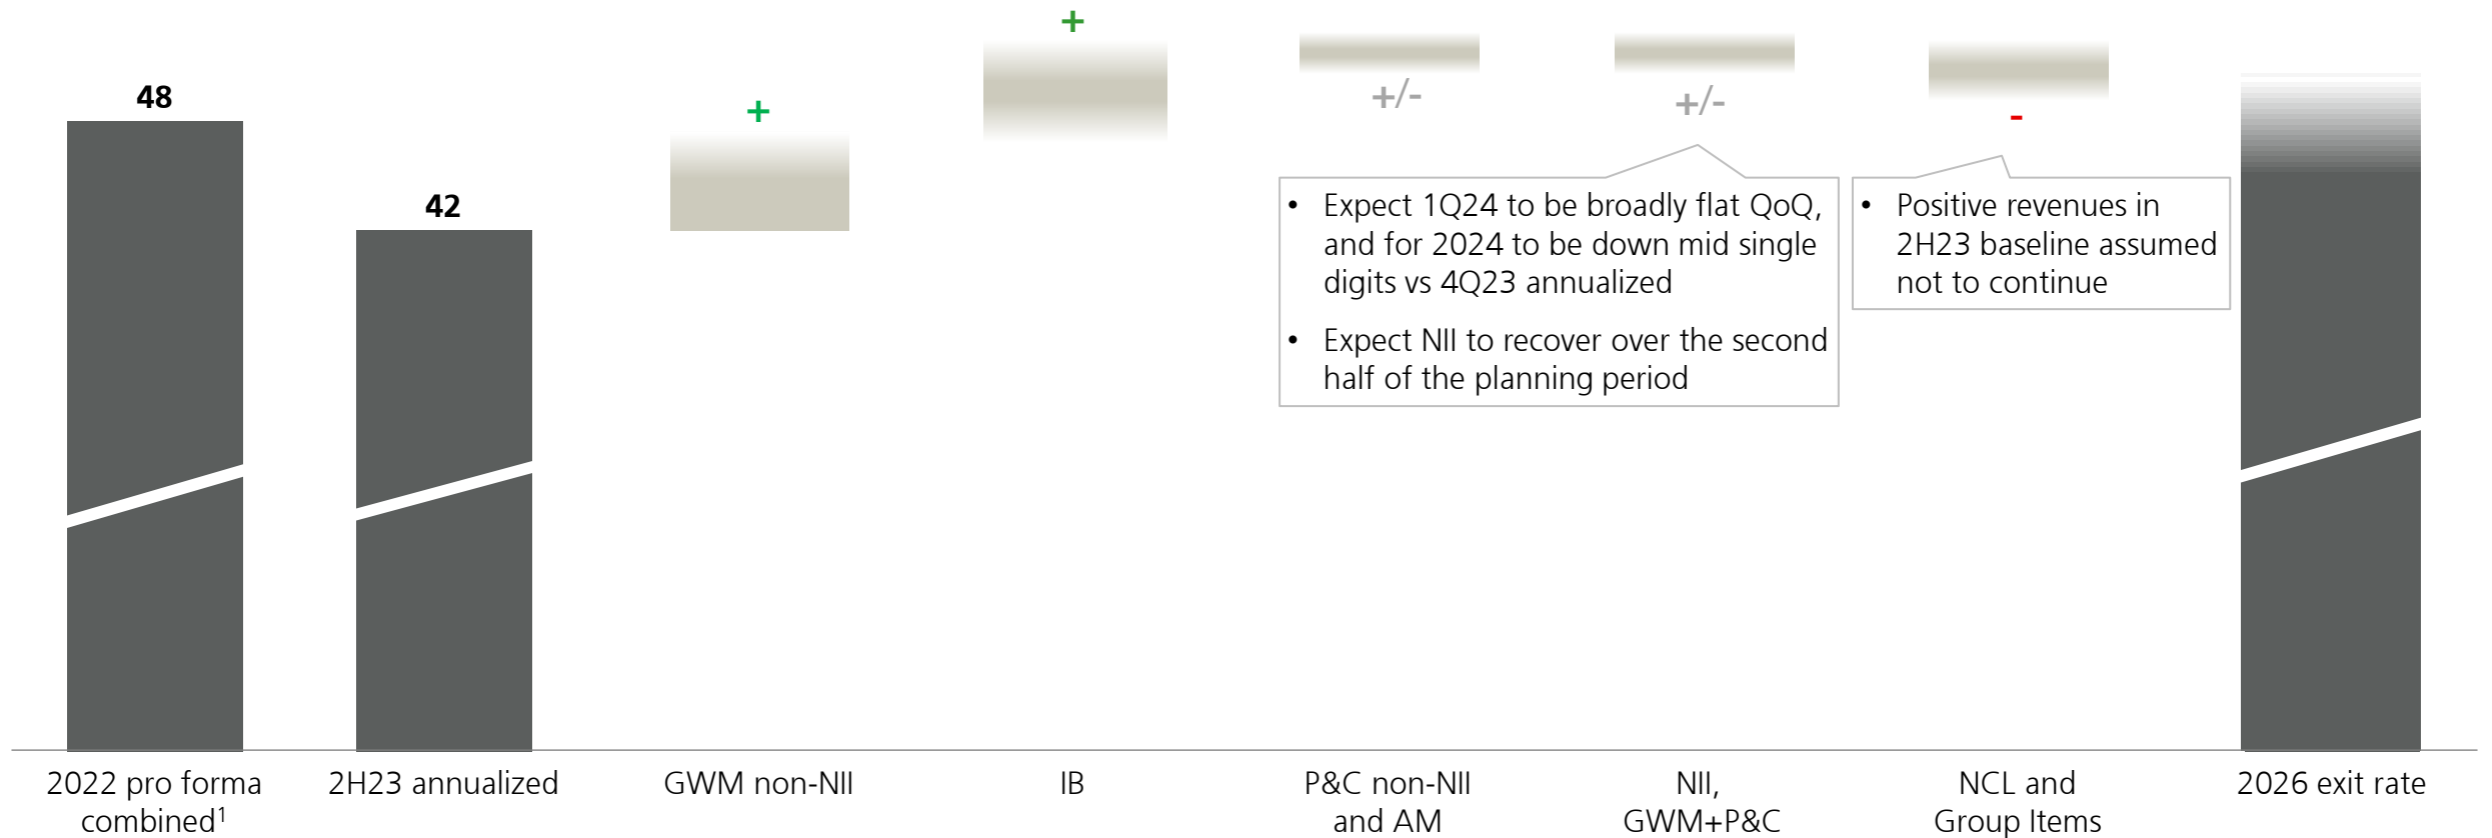 +
48
+
+/-
+/-
-
42
• Expect 1Q24 to be broadly flat QoQ,
and for 2024 to be down mid single
digits vs 4Q23 annualized
• Expect NII to recover over the second
half of the planning period
• Positive revenues in
2H23 baseline assumed
not to continue
2022 pro forma
combined¹
2H23 annualized
GWM non-NII
IB
P&C non-NII
and AM
NII,
GWM+P&C
NCL and
Group Items
2026 exit rate